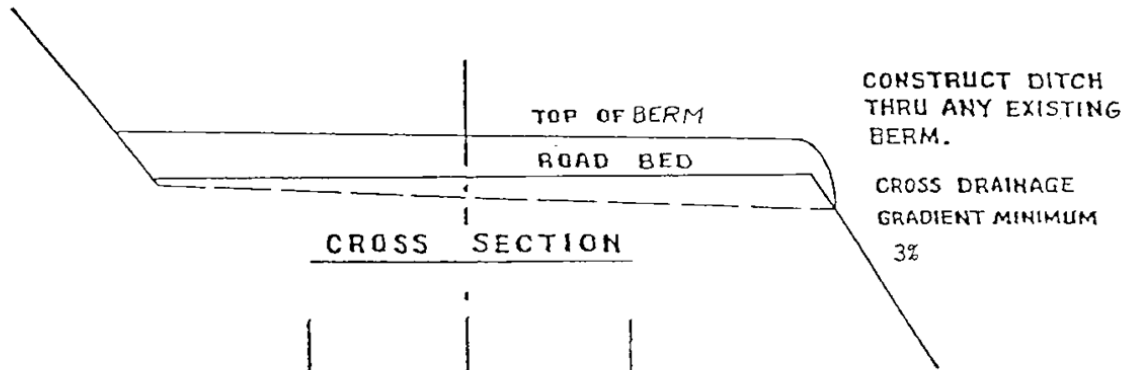 CONSTRUCT DITCH
THRU ANY EXISTING
BERM.
TOP OF BERM
ROAD BED
CROSS DRAINAGE
GRADIENT MINIMUM
3%
CROSS SECTION